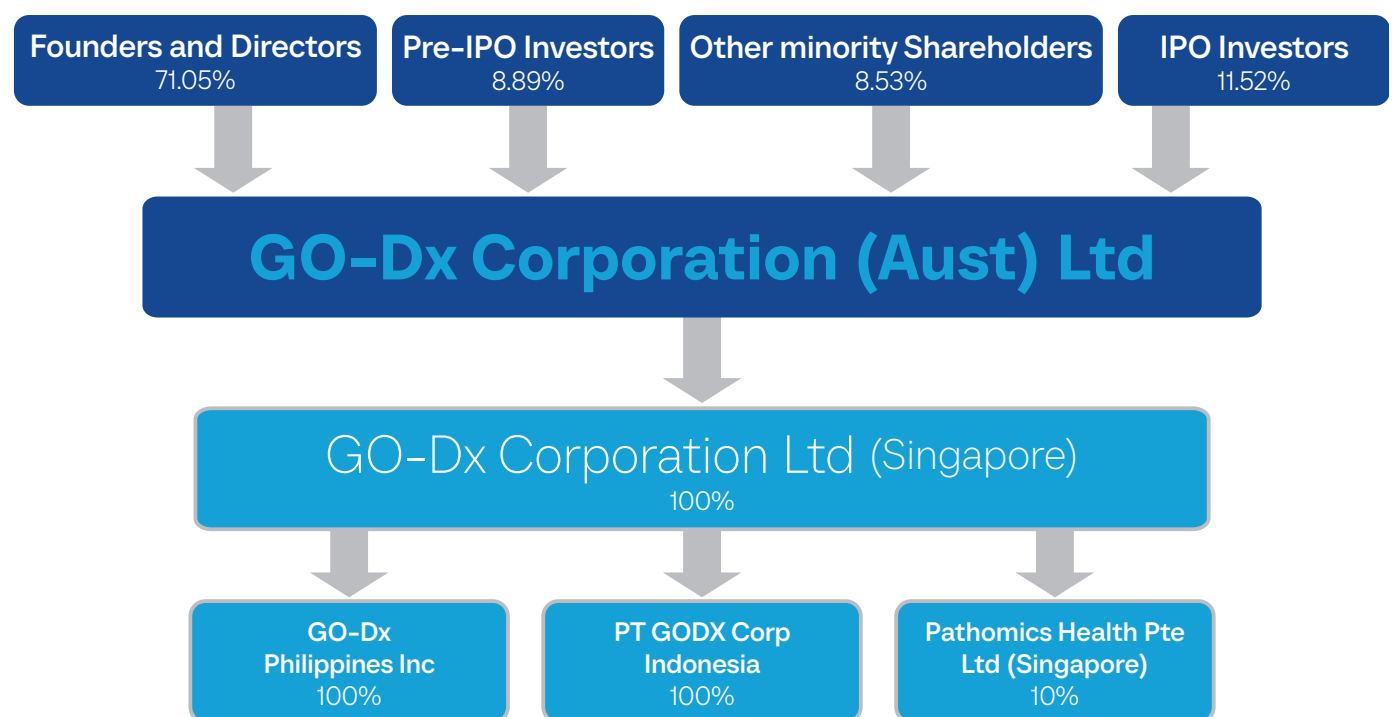 Founders and Directors
71.05%
Pre-IPO Investors
8.89%
Other minority Shareholders
8.53%
IPO Investors
11.52%
GO-Dx Corporation (Aust) Ltd
GO-Dx Corporation Ltd (Singapore)
100%
GO-Dx
Philippines Inc
100%
PT GODX Corp
Indonesia
100%
Pathomics Health Pte
Ltd (Singapore)
10%